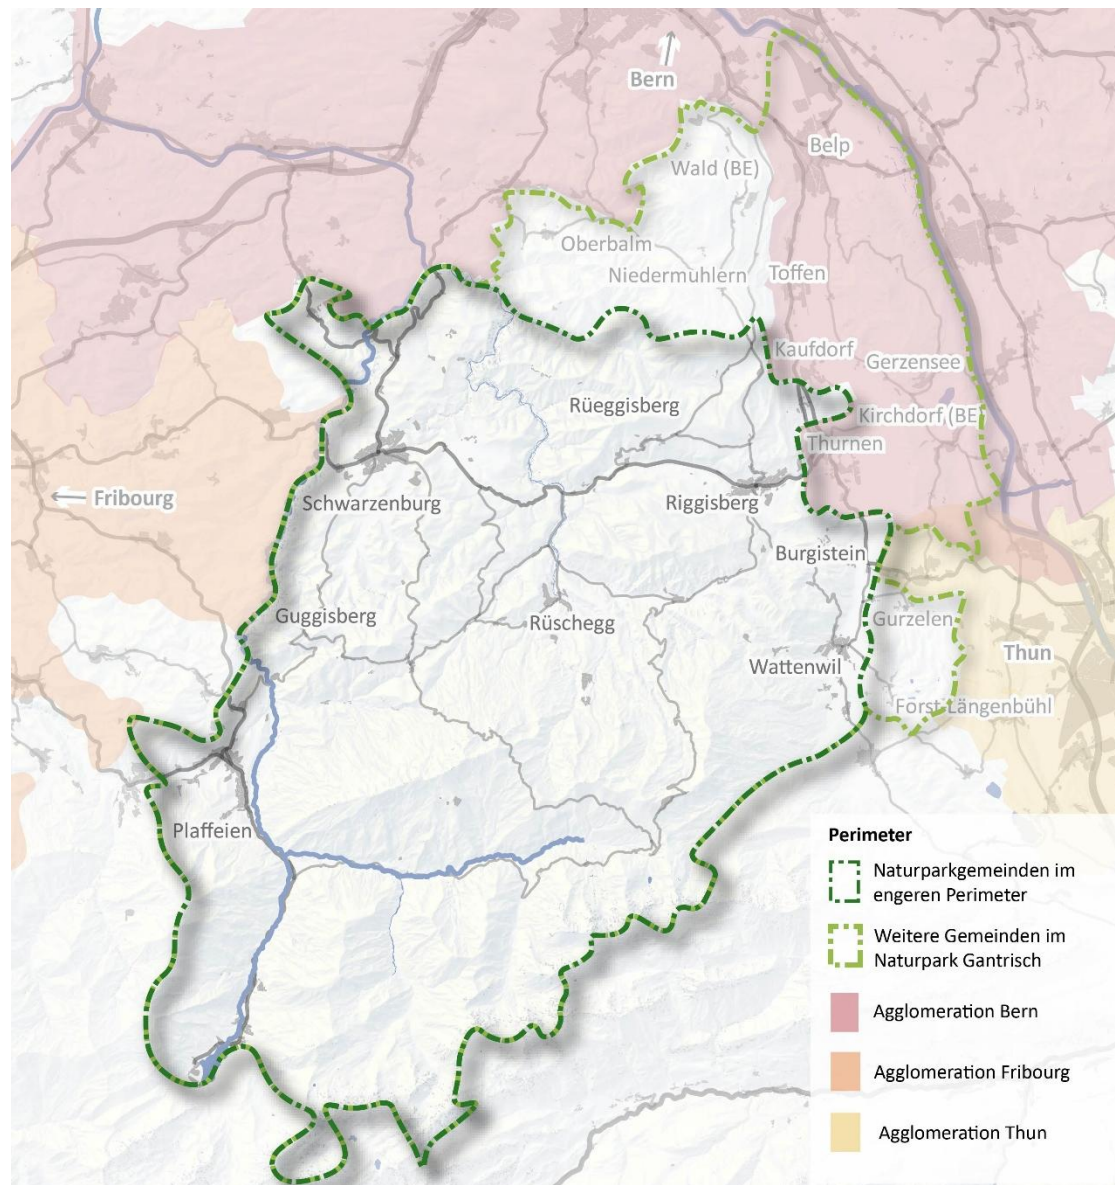 Bern
Belp
Wald (BE)
Oberbalm
Niedermuhlern
Toffen
Kaufdorf
Gerzensee
Rüeggisberg
Kirchdorf (BE
Thurnen
Fribourg
Schwarzenburg
Riggisberg
Burgistein
Guggisberg
Rüschegg
Gurzelen
Wattenwil
Thun
Forst-Längenbühl
Plaffeien
Perimeter
Naturparkgemeinden im
engeren Perimeter
Weitere Gemeinden im
Naturpark Gantrisch
Agglomeration Bern
Agglomeration Fribourg
Agglomeration Thun